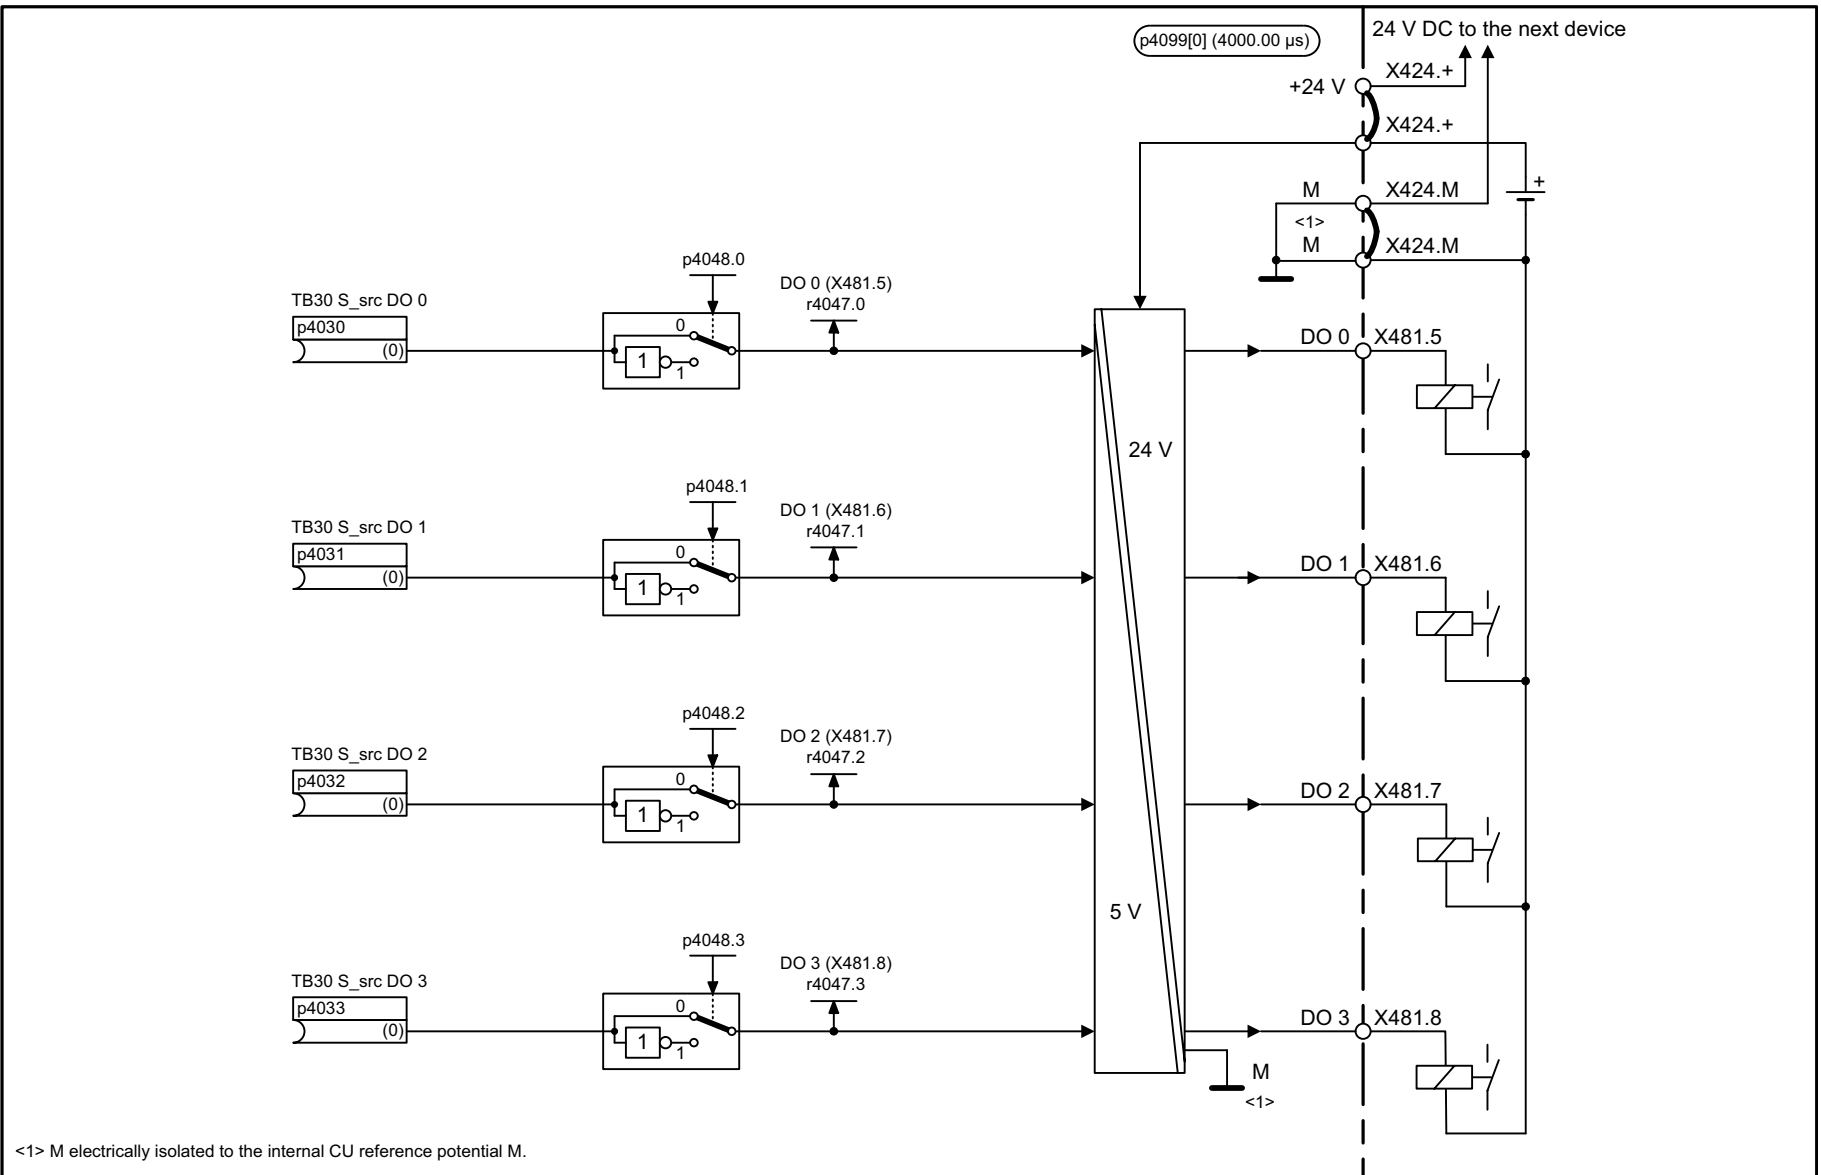 p4099[0] (4000.00 µs)
24 V DC to the next device
X424.+
+24 V
X424.+
M
X424.M
+
<1>
M
X424.M
p4048.0
DO 0 (X481.5)
r4047.0
TB30 S_src DO 0
p4030
(0)
0
1
1
DO 0
X481.5
24 V
p4048.1
DO 1 (X481.6)
r4047.1
TB30 S_src DO 1
p4031
(0)
0
1
1
DO 1
X481.6
p4048.2
DO 2 (X481.7)
r4047.2
TB30 S_src DO 2
p4032
(0)
0
1
1
DO 2
X481.7
5 V
p4048.3
DO 3 (X481.8)
r4047.3
TB30 S_src DO 3
p4033
(0)
0
1
1
DO 3
X481.8
M
<1>
<1> M electrically isolated to the internal CU reference potential M.